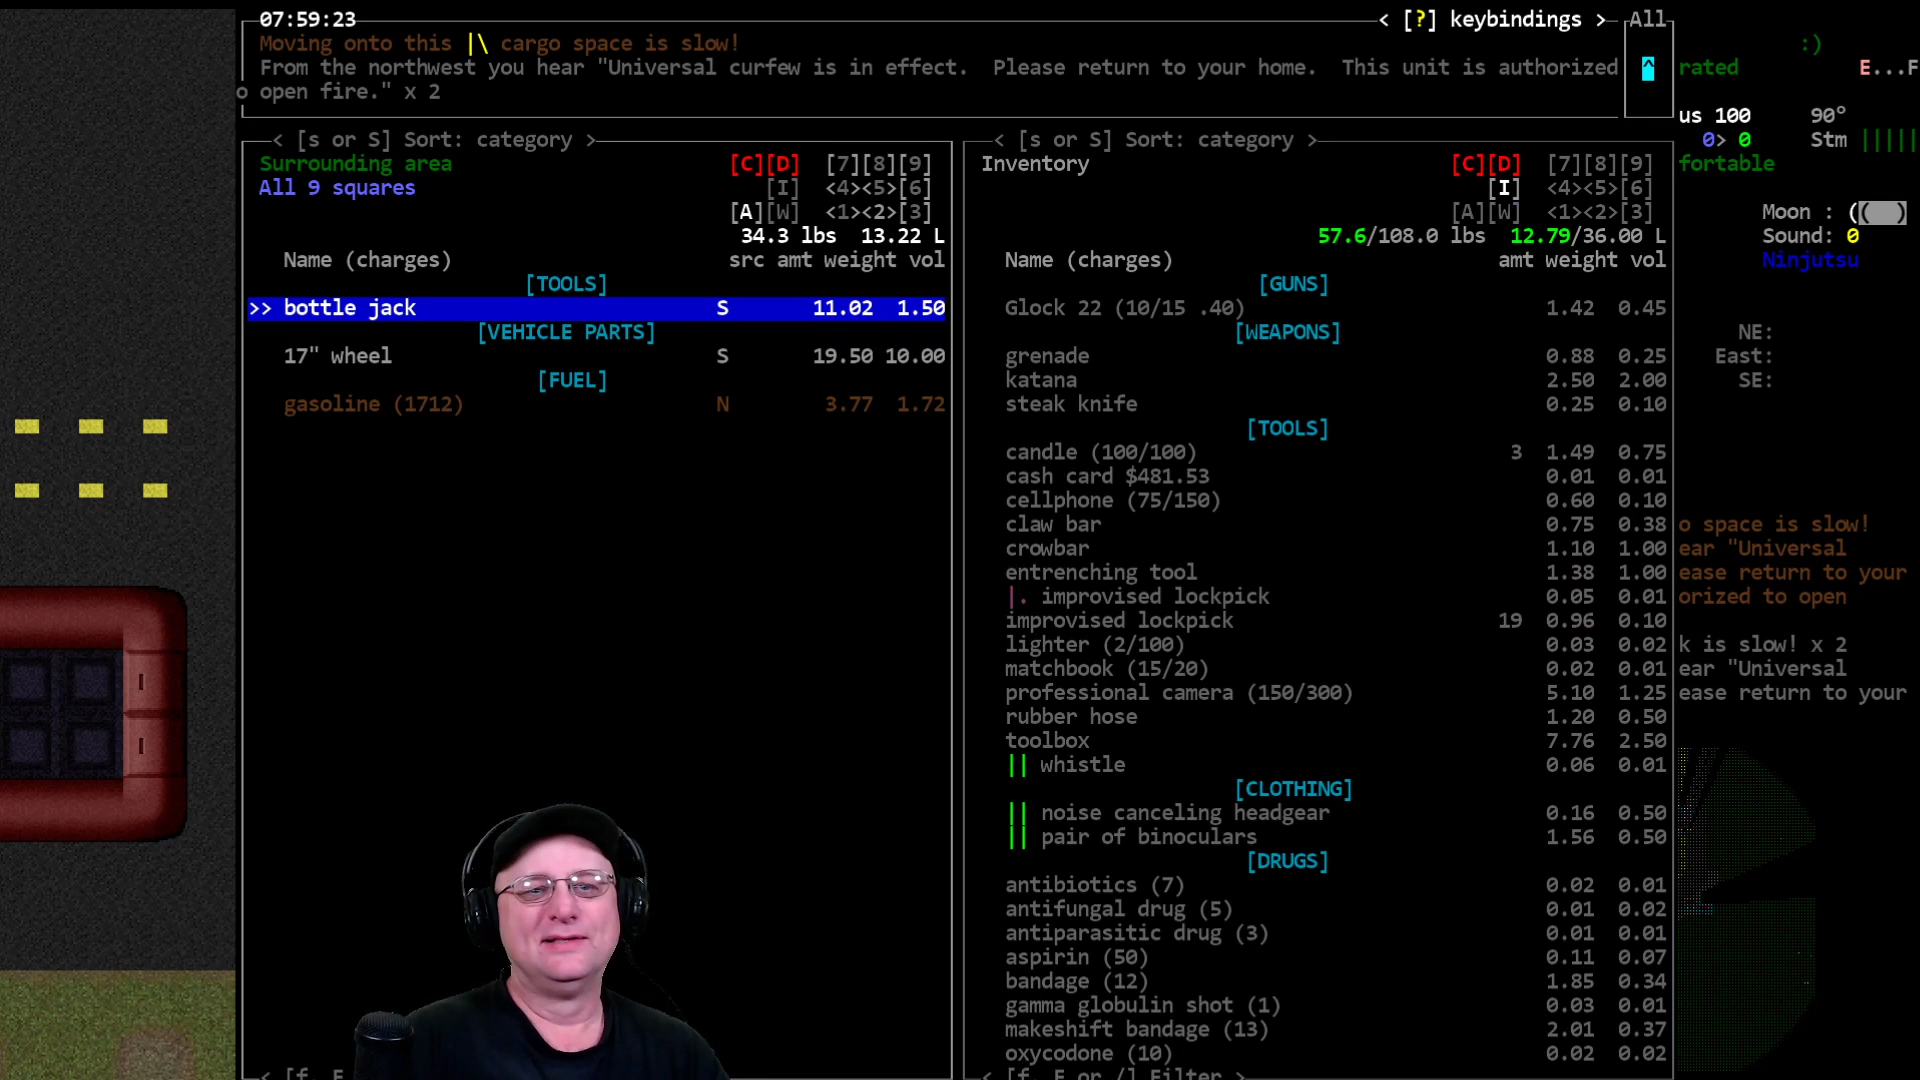 07:59:23
< [?] keybindings >
All
Moving onto this |\ cargo space is slow!
From the northwest you hear "Universal curfew is in effect.  Please return to your home.  This unit is authorized
o open fire." x 2
^
:)
rated
E...F
us 100
90°
0> 0
Stm |||||
fortable
Moon : (( )
Sound: 0
Ninjutsu
NE:
East:
SE:
< [s or S] Sort: category >
Surrounding area
[C][D] [7][8][9]
All 9 squares
[I] <4><5>[6]
[A][W] <1><2>[3]
34.3 lbs 13.22 L
Name (charges) src amt weight vol
[TOOLS]
>> bottle jack S 11.02 1.50
[VEHICLE PARTS]
17" wheel S 19.50 10.00
[FUEL]
gasoline (1712) N 3.77 1.72
< [s or S] Sort: category >
Inventory
[C][D] [7][8][9]
[I] <4><5>[6]
[A][W] <1><2>[3]
57.6/108.0 lbs 12.79/36.00 L
Name (charges) amt weight vol
[GUNS]
Glock 22 (10/15 .40) 1.42 0.45
[WEAPONS]
grenade 0.88 0.25
katana 2.50 2.00
steak knife 0.25 0.10
[TOOLS]
candle (100/100) 3 1.49 0.75
cash card $481.53 0.01 0.01
cellphone (75/150) 0.60 0.10
claw bar 0.75 0.38
crowbar 1.10 1.00
entrenching tool 1.38 1.00
|. improvised lockpick 0.05 0.01
improvised lockpick 19 0.96 0.10
lighter (2/100) 0.03 0.02
matchbook (15/20) 0.02 0.01
professional camera (150/300) 5.10 1.25
rubber hose 1.20 0.50
toolbox 7.76 2.50
|| whistle 0.06 0.01
[CLOTHING]
|| noise canceling headgear 0.16 0.50
|| pair of binoculars 1.56 0.50
[DRUGS]
antibiotics (7) 0.02 0.01
antifungal drug (5) 0.01 0.02
antiparasitic drug (3) 0.01 0.01
aspirin (50) 0.11 0.07
bandage (12) 1.85 0.34
gamma globulin shot (1) 0.03 0.01
makeshift bandage (13) 2.01 0.37
oxycodone (10) 0.02 0.02
< [f, F or /] Filter >
o space is slow!
ear "Universal
ease return to your
orized to open
k is slow! x 2
ear "Universal
ease return to your